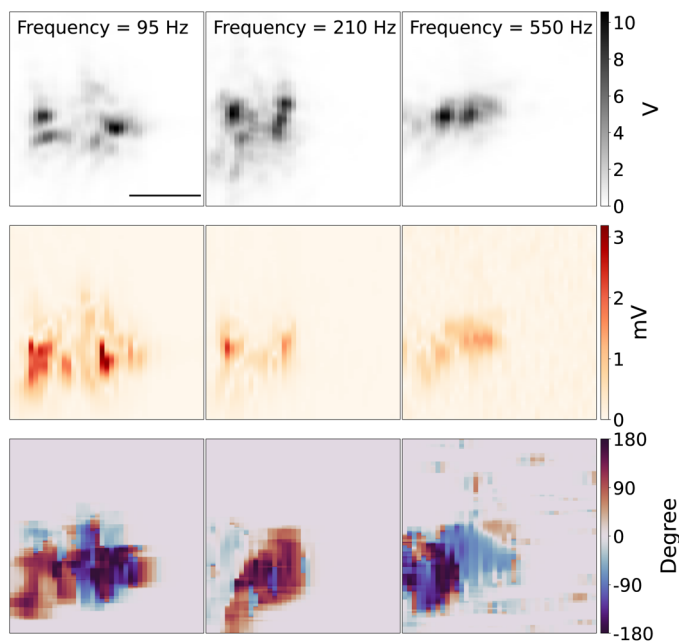 Frequency = 95 Hz
Frequency = 210 Hz
Frequency = 550 Hz
10
8
6
4
2
0
V
3
2
1
0
mV
180
90
0
-90
-180
Degree